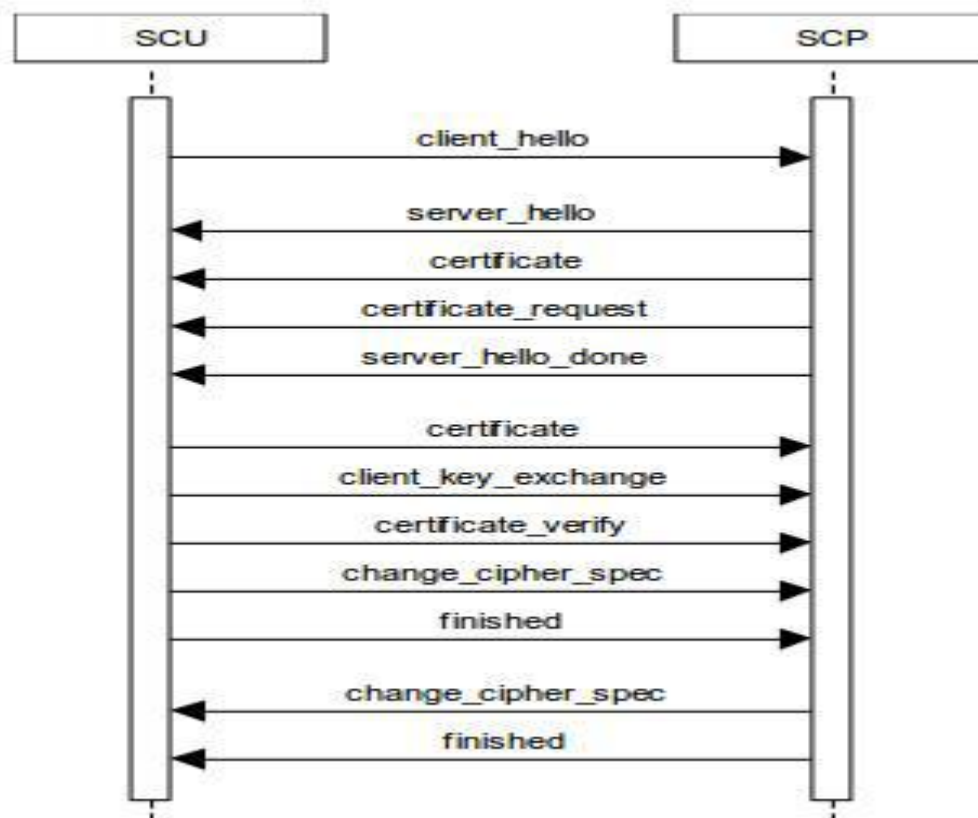 SCU
SCP
client_hello
server_hello
certificate
certificate_request
server_hello_done
certificate
client_key_exchange
certificate_verify
change_cipher_spec
finished
change_cipher_spec
finished